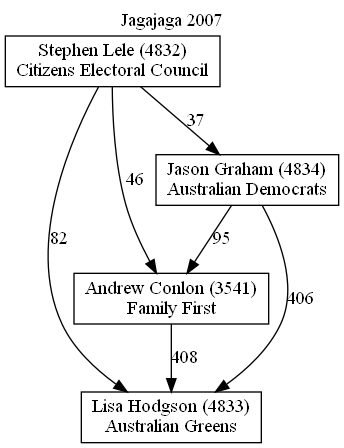 Jagajaga 2007
Stephen Lele (4832)
Citizens Electoral Council
37
Jason Graham (4834)
Australian Democrats
46
82
95
Andrew Conlon (3541)
Family First
406
408
Lisa Hodgson (4833)
Australian Greens